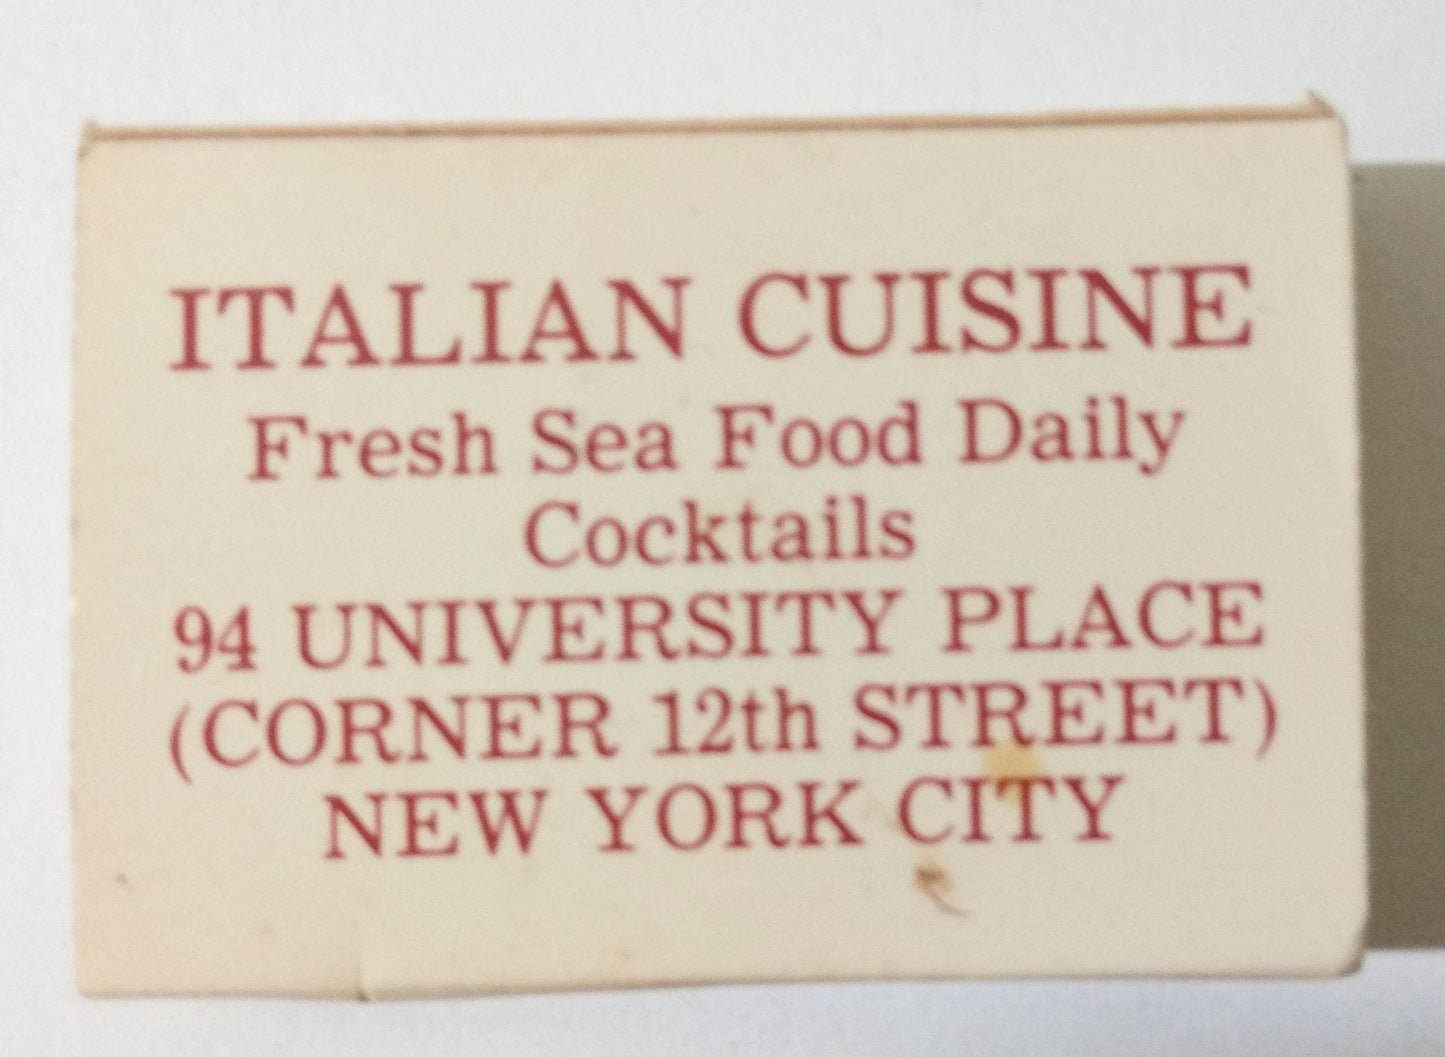 ITALIAN CUISINE
Fresh Sea Food Daily
Cocktails
94 UNIVERSITY PLACE
(CORNER 12th STREET)
NEW YORK CITY